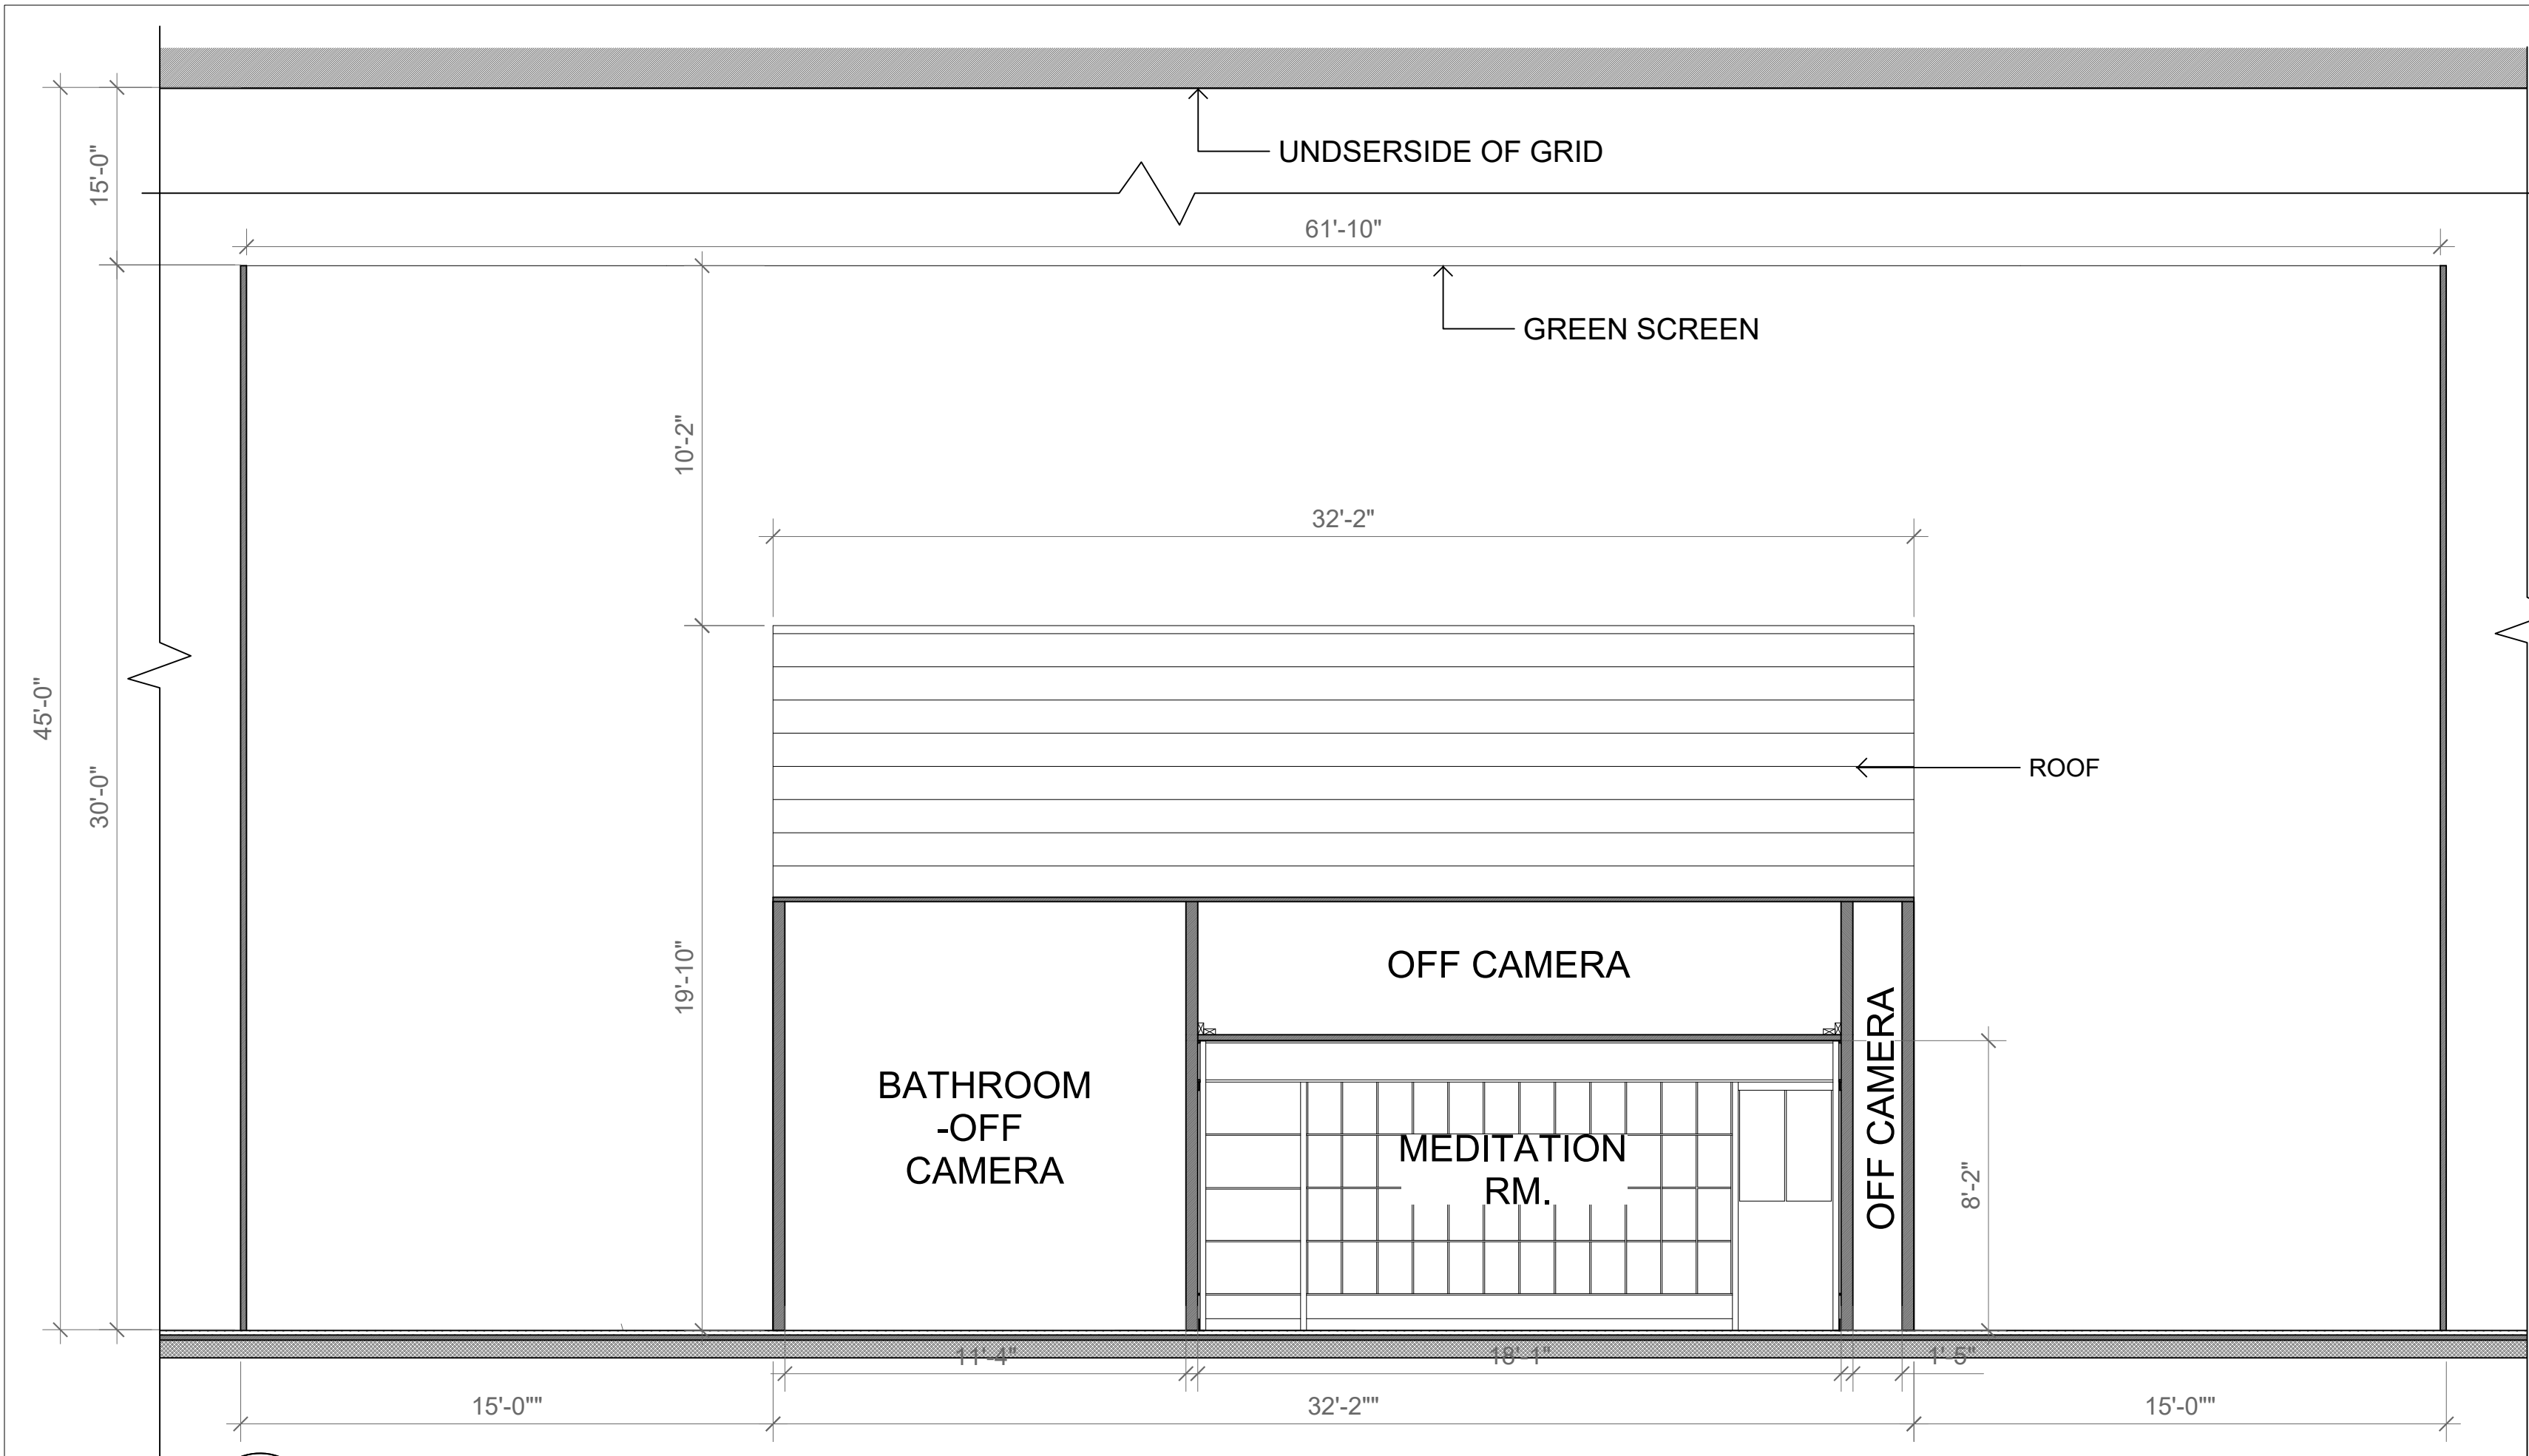 15'-0"
UNDSERSIDE OF GRID
61'-10"
GREEN SCREEN
10'-2"
32'-2"
45'-0"
30'-0"
ROOF
19'-10"
OFF CAMERA
OFF CAMERA
BATHROOM
-OFF
CAMERA
MEDITATION
RM.
8'-2"
11'-4"
18'-1"
1'-5"
15'-0""
32'-2""
15'-0""